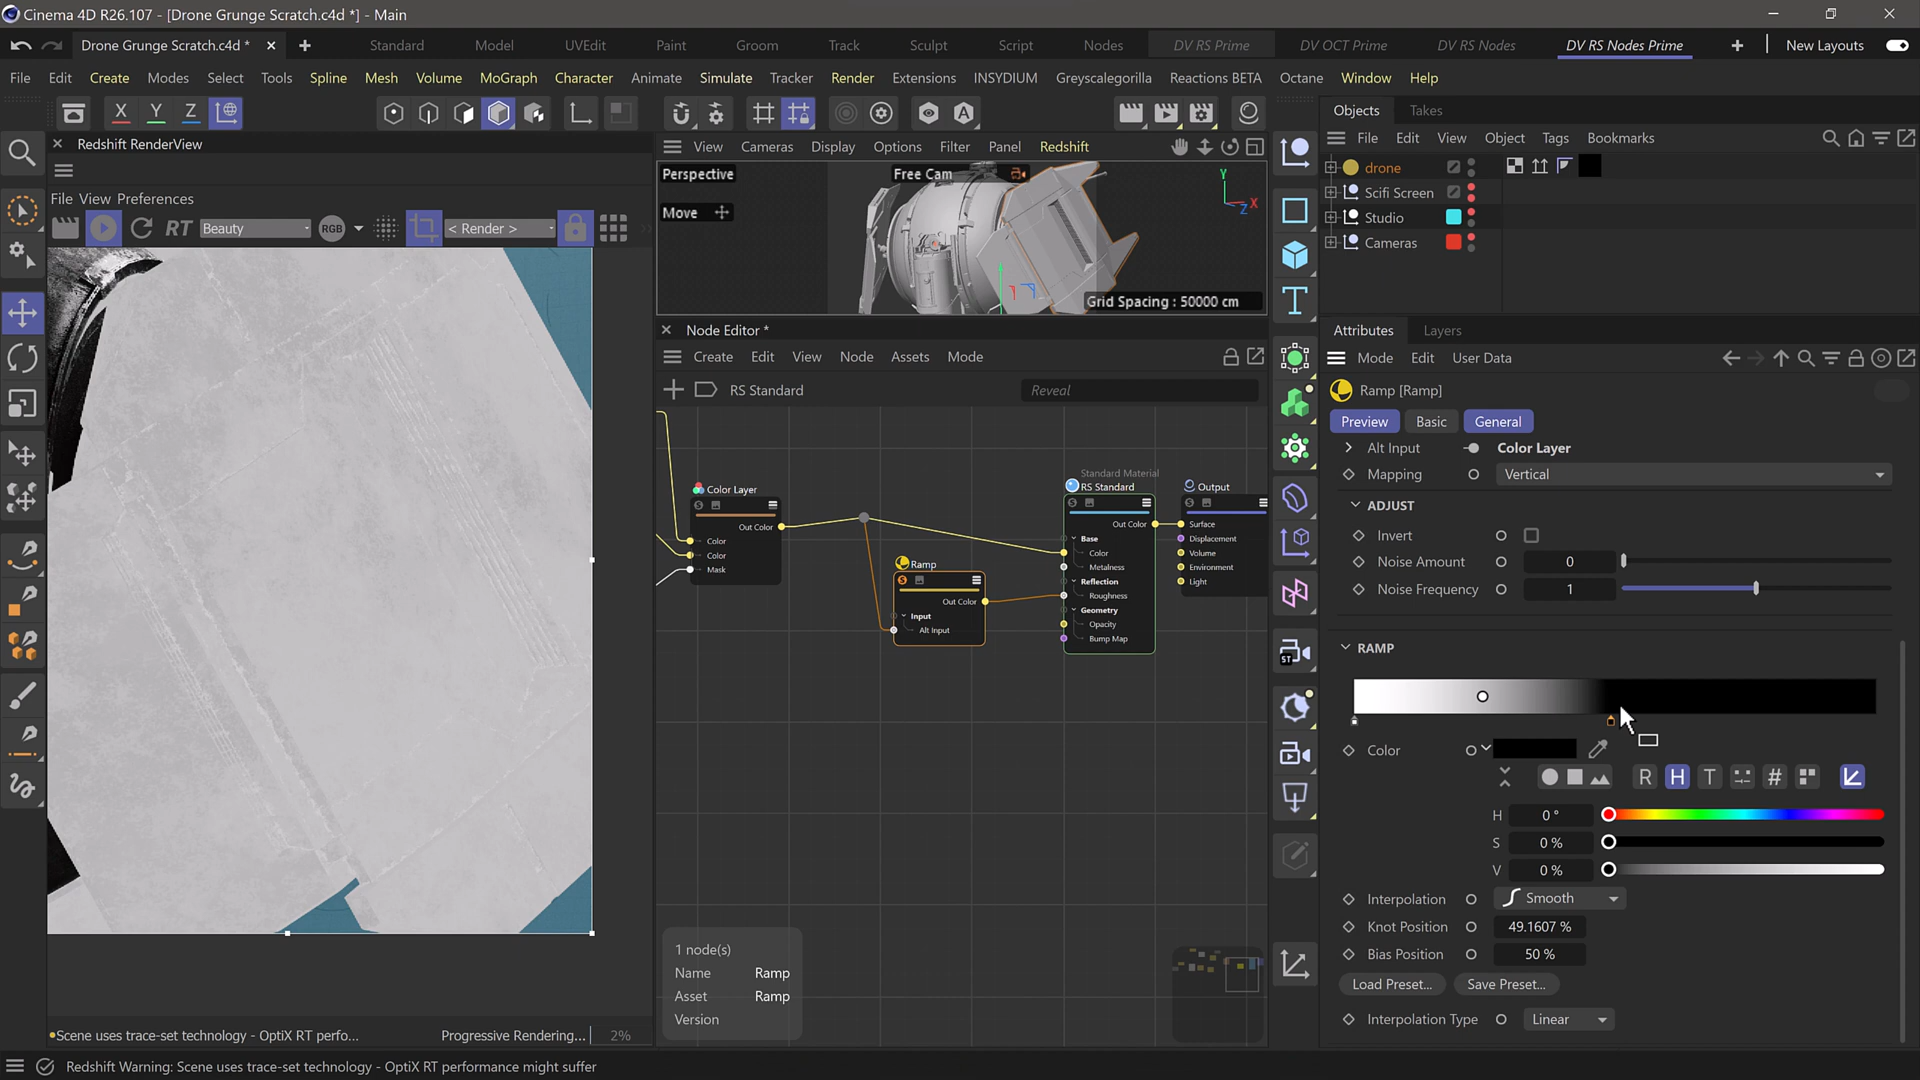 Cinema 4D R26.107 - [Drone Grunge Scratch.c4d *] - Main
Drone Grunge Scratch.c4d *
Standard Model UVEdit Paint Groom Track Sculpt Script Nodes DV RS Prime DV OCT Prime DV RS Nodes DV RS Nodes Prime New Layouts
File Edit Create Modes Select Tools Spline Mesh Volume MoGraph Character Animate Simulate Tracker Render Extensions INSYDIUM Greyscalegorilla Reactions BETA Octane Window Help
X Y Z
Redshift RenderView
File View Preferences
RT Beauty RGB < Render >
Scene uses trace-set technology - OptiX RT perfo...
Progressive Rendering... 2%
View Cameras Display Options Filter Panel Redshift
Perspective
Free Cam
Move
Y
X
Z
Grid Spacing : 50000 cm
Node Editor *
Create Edit View Node Assets Mode
RS Standard
Reveal
Color Layer
Out Color
Color
Color
Mask
Ramp
Out Color
Input
Alt Input
Standard Material
RS Standard
Out Color
Base
Color
Metalness
Reflection
Roughness
Geometry
Opacity
Bump Map
Output
Surface
Displacement
Volume
Environment
Light
1 node(s)
Name Ramp
Asset Ramp
Version
ST
Objects Takes
File Edit View Object Tags Bookmarks
drone
Scifi Screen
Studio
Cameras
Attributes Layers
Mode Edit User Data
Ramp [Ramp]
Preview Basic General
Alt Input Color Layer
Mapping Vertical
ADJUST
Invert
Noise Amount 0
Noise Frequency 1
RAMP
Color
R H T #
H 0 °
S 0 %
V 0 %
Interpolation Smooth
Knot Position 49.1607 %
Bias Position 50 %
Load Preset... Save Preset...
Interpolation Type Linear
Redshift Warning: Scene uses trace-set technology - OptiX RT performance might suffer